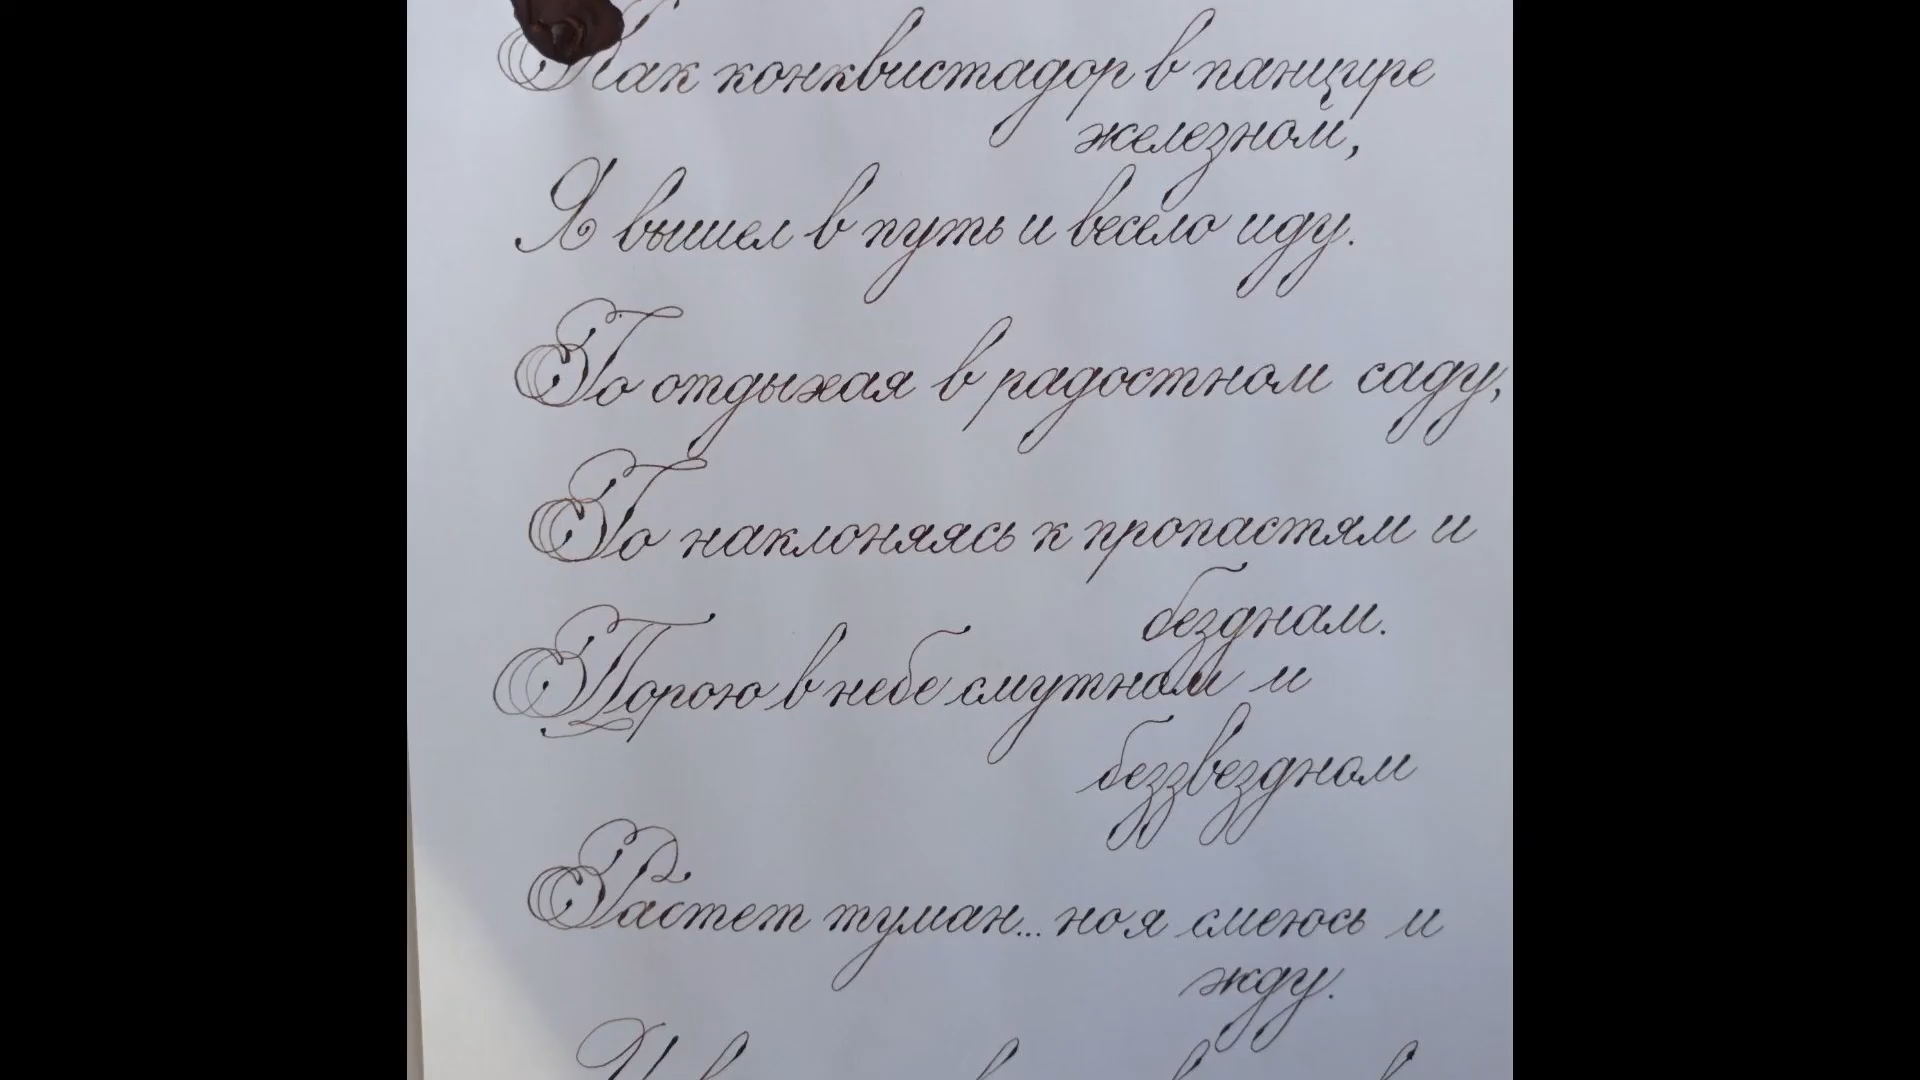 Как конквистадор в панцире
железном,
Я вышел в путь и весело иду.
То отдыхая в радостном саду,
То наклоняясь к пропастям и
безднам.
Порою в небе смутном и
беззвездном
Растет туман... но я смеюсь и
жду.